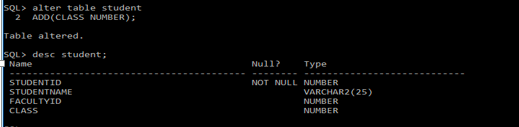 SQL> alter table student
  2  ADD(CLASS NUMBER);
Table altered.
SQL> desc student;
 Name                                      Null?    Type
 ----------------------------------------- -------- ----------------------------
 STUDENTID                                 NOT NULL NUMBER
 STUDENTNAME                                        VARCHAR2(25)
 FACULTYID                                          NUMBER
 CLASS                                              NUMBER